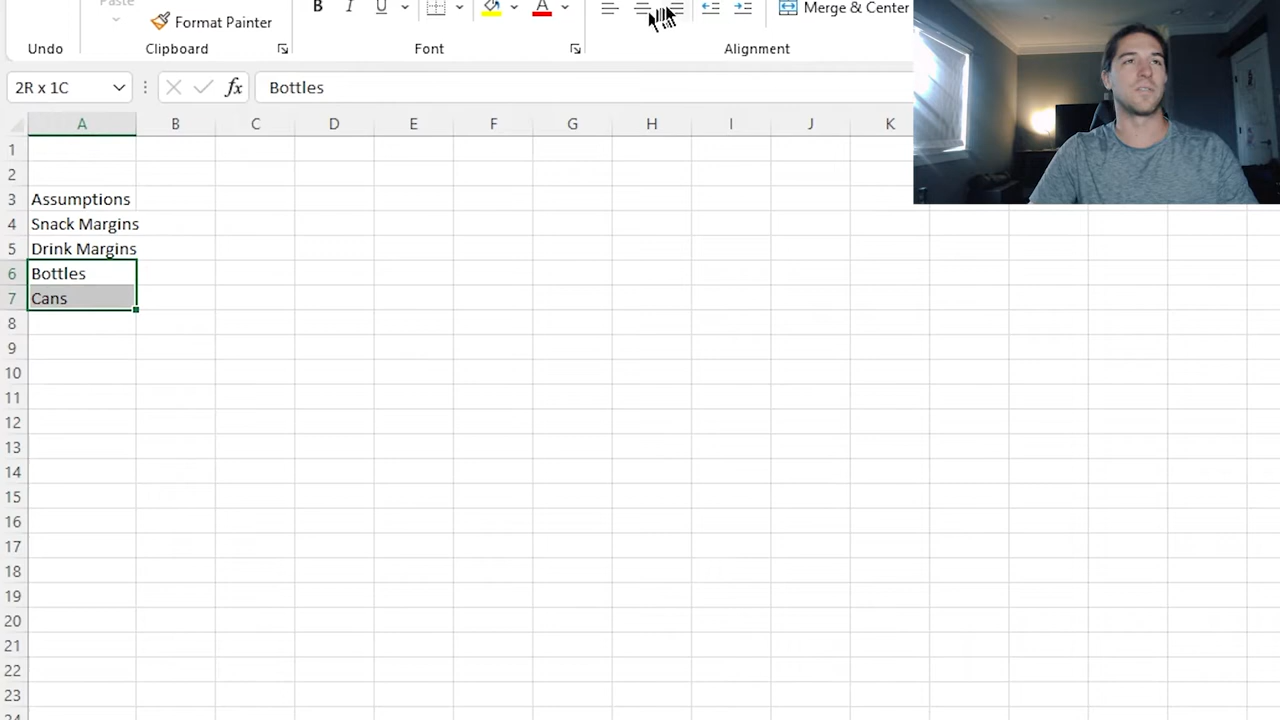 Paste
Format Painter
B I U A
Merge & Center
Undo Clipboard Font Alignment
2R x 1C fx Bottles
A B C D E F G H I J K
1
2
3 Assumptions
4 Snack Margins
5 Drink Margins
6 Bottles
7 Cans
8
9
10
11
12
13
14
15
16
17
18
19
20
21
22
23
24